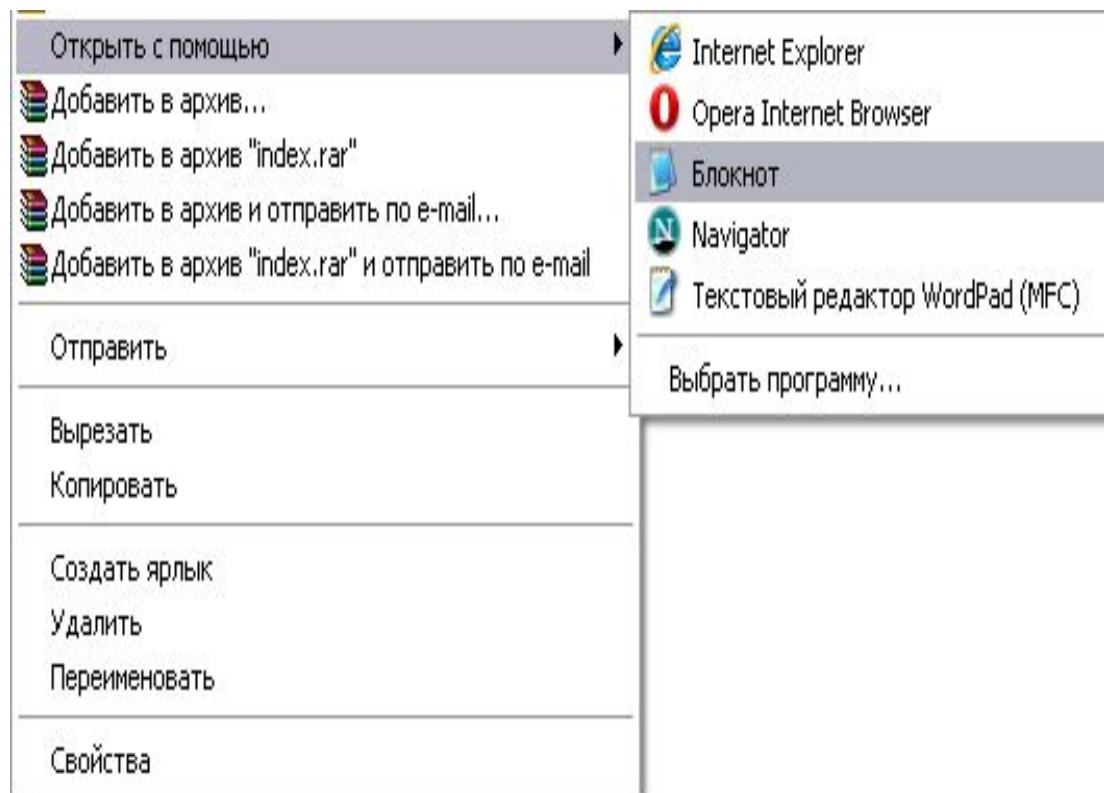 Открыть с помощью
Добавить в архив...
Добавить в архив "index.rar"
Добавить в архив и отправить по e-mail...
Добавить в архив "index.rar" и отправить по e-mail
Отправить
Вырезать
Копировать
Создать ярлык
Удалить
Переименовать
Свойства
Internet Explorer
Opera Internet Browser
Блокнот
Navigator
Текстовый редактор WordPad (MFC)
Выбрать программу...